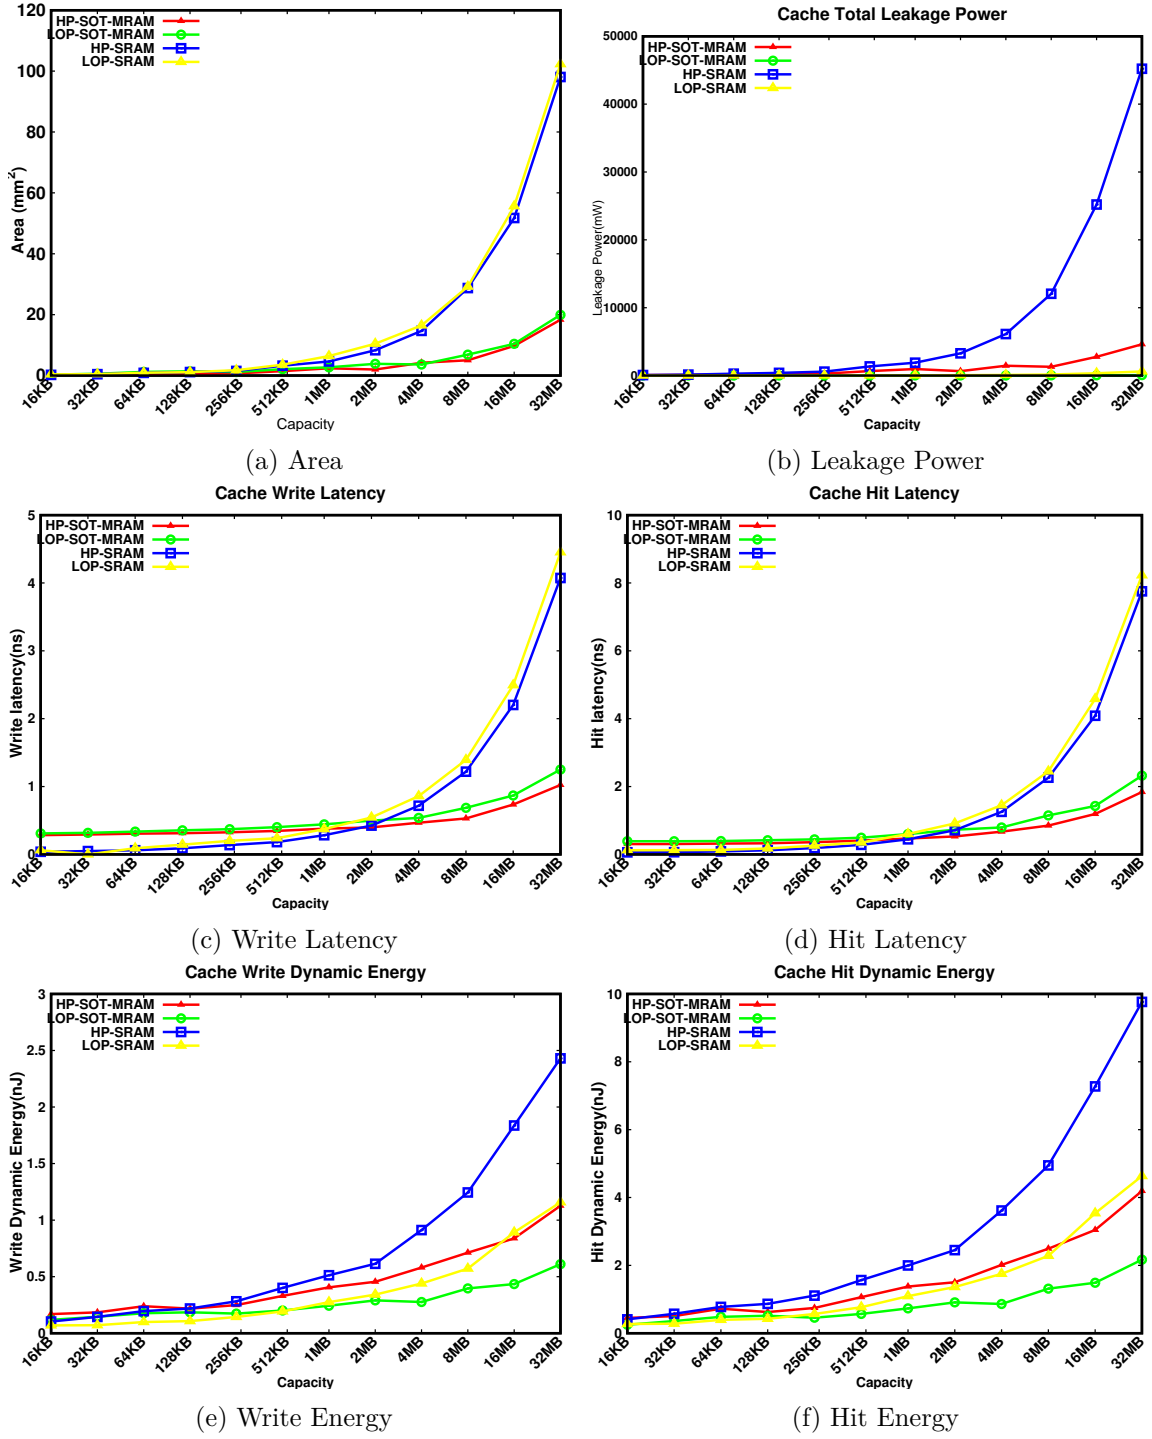 HP-SOT-MRAM
LOP-SOT-MRAM
HP-SRAM
LOP-SRAM
120
100
80
60
40
20
0
Area (mm2)
16KB
32KB
64KB
128KB
256KB
512KB
1MB
2MB
4MB
8MB
16MB
32MB
Capacity
(a) Area
Cache Total Leakage Power
HP-SOT-MRAM
LOP-SOT-MRAM
HP-SRAM
LOP-SRAM
50000
40000
30000
20000
10000
0
Leakage Power(mW)
16KB
32KB
64KB
128KB
256KB
512KB
1MB
2MB
4MB
8MB
16MB
32MB
Capacity
(b) Leakage Power
Cache Write Latency
HP-SOT-MRAM
LOP-SOT-MRAM
HP-SRAM
LOP-SRAM
5
4
3
2
1
0
Write latency(ns)
16KB
32KB
64KB
128KB
256KB
512KB
1MB
2MB
4MB
8MB
16MB
32MB
Capacity
(c) Write Latency
Cache Hit Latency
HP-SOT-MRAM
LOP-SOT-MRAM
HP-SRAM
LOP-SRAM
10
8
6
4
2
0
Hit latency(ns)
16KB
32KB
64KB
128KB
256KB
512KB
1MB
2MB
4MB
8MB
16MB
32MB
Capacity
(d) Hit Latency
Cache Write Dynamic Energy
HP-SOT-MRAM
LOP-SOT-MRAM
HP-SRAM
LOP-SRAM
3
2.5
2
1.5
1
0.5
0
Write Dynamic Energy(nJ)
16KB
32KB
64KB
128KB
256KB
512KB
1MB
2MB
4MB
8MB
16MB
32MB
Capacity
(e) Write Energy
Cache Hit Dynamic Energy
HP-SOT-MRAM
LOP-SOT-MRAM
HP-SRAM
LOP-SRAM
10
8
6
4
2
0
Hit Dynamic Energy(nJ)
16KB
32KB
64KB
128KB
256KB
512KB
1MB
2MB
4MB
8MB
16MB
32MB
Capacity
(f) Hit Energy